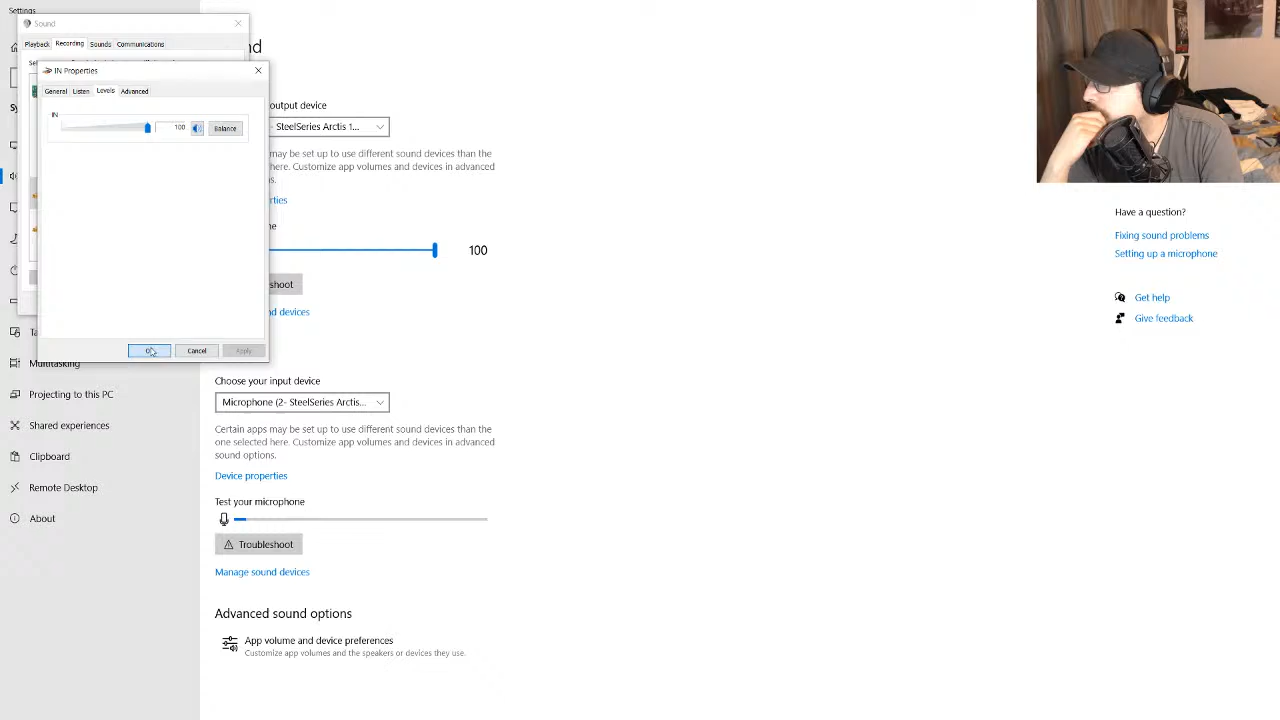 Settings
Sound
Playback Recording Sounds Communications
IN Properties
General Listen Levels Advanced
IN
100
Balance
Cancel
Apply
output device
- SteelSeries Arctis 1...
may be set up to use different sound devices than the
here. Customize app volumes and devices in advanced
100
Multitasking
Projecting to this PC
Shared experiences
Clipboard
Remote Desktop
About
Choose your input device
Microphone (2- SteelSeries Arctis...
Certain apps may be set up to use different sound devices than the
one selected here. Customize app volumes and devices in advanced
sound options.
Device properties
Test your microphone
Troubleshoot
Manage sound devices
Advanced sound options
App volume and device preferences
Customize app volumes and the speakers or devices they use.
Have a question?
Fixing sound problems
Setting up a microphone
Get help
Give feedback